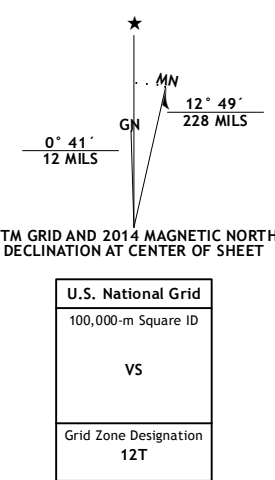 MN
GN
12° 49´
228 MILS
0° 41´
12 MILS
TM GRID AND 2014 MAGNETIC NORTH
DECLINATION AT CENTER OF SHEET
U.S. National Grid
100,000-m Square ID
VS
Grid Zone Designation
12T